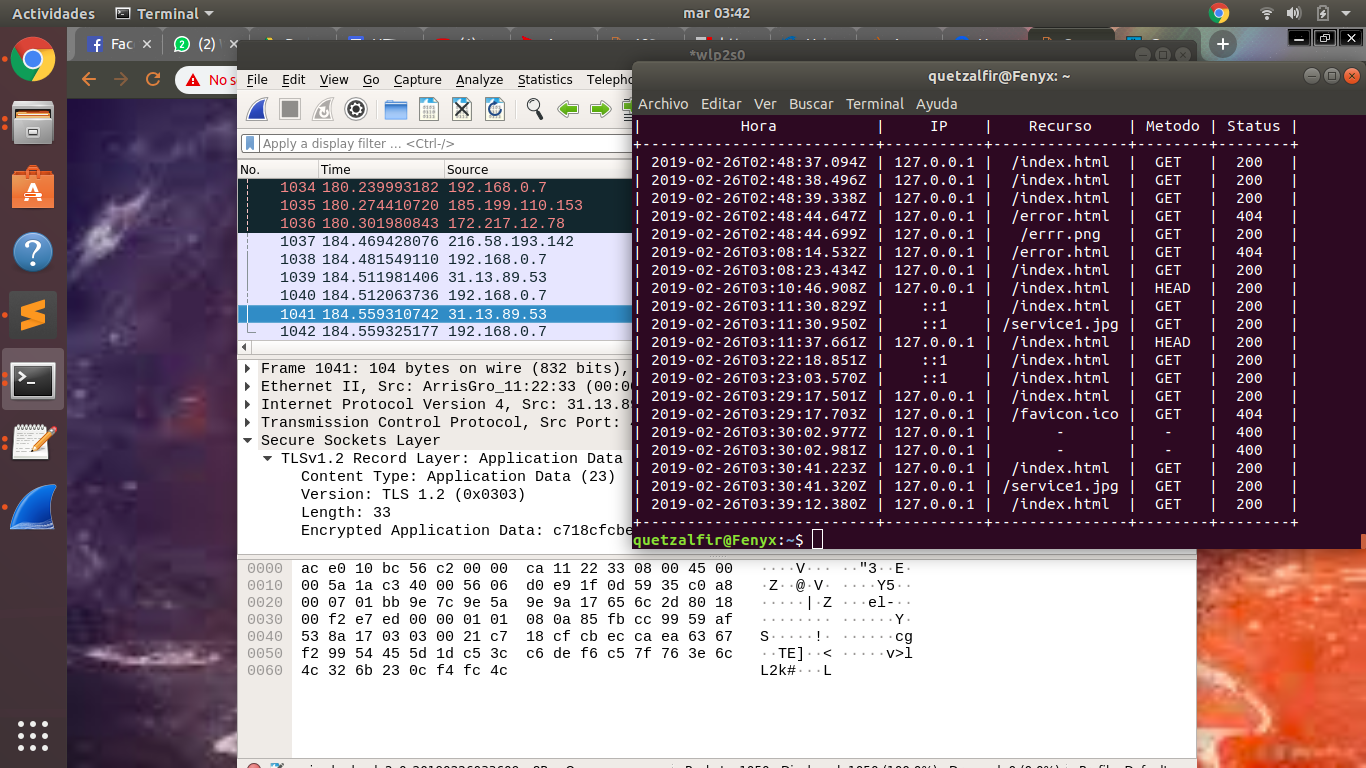 Actividades Terminal mar 03:42
Fac (2)
*wlp2s0
No s
File Edit View Go Capture Analyze Statistics Telepho
Apply a display filter ... <Ctrl-/>
No. Time Source
1034 180.239993182 192.168.0.7
1035 180.274410720 185.199.110.153
1036 180.301980843 172.217.12.78
1037 184.469428076 216.58.193.142
1038 184.481549110 192.168.0.7
1039 184.511981406 31.13.89.53
1040 184.512063736 192.168.0.7
1041 184.559310742 31.13.89.53
1042 184.559325177 192.168.0.7
Frame 1041: 104 bytes on wire (832 bits),
Ethernet II, Src: ArrisGro_11:22:33 (00:00
Internet Protocol Version 4, Src: 31.13.89
Transmission Control Protocol, Src Port:
Secure Sockets Layer
TLSv1.2 Record Layer: Application Data
Content Type: Application Data (23)
Version: TLS 1.2 (0x0303)
Length: 33
Encrypted Application Data: c718cfcbe
0000 ac e0 10 bc 56 c2 00 00 ca 11 22 33 08 00 45 00 ····V··· ··"3··E·
0010 00 5a 1a c3 40 00 56 06 d0 e9 1f 0d 59 35 c0 a8 ·Z··@·V· ····Y5··
0020 00 07 01 bb 9e 7c 9e 5a 9e 9a 17 65 6c 2d 80 18 ·····|·Z ···el-··
0030 00 f2 e7 ed 00 00 01 01 08 0a 85 fb cc 99 59 af ········ ······Y·
0040 53 8a 17 03 03 00 21 c7 18 cf cb ec ca ea 63 67 S·····!· ······cg
0050 f2 99 54 45 5d 1d c5 3c c6 de f6 c5 7f 76 3e 6c ··TE]··< ·····v>l
0060 4c 32 6b 23 0c f4 fc 4c L2k#···L
quetzalfir@Fenyx: ~
Archivo Editar Ver Buscar Terminal Ayuda
| Hora | IP | Recurso | Metodo | Status |
+------------------------+-----------+--------------+--------+--------+
| 2019-02-26T02:48:37.094Z | 127.0.0.1 | /index.html | GET | 200 |
| 2019-02-26T02:48:38.496Z | 127.0.0.1 | /index.html | GET | 200 |
| 2019-02-26T02:48:39.338Z | 127.0.0.1 | /index.html | GET | 200 |
| 2019-02-26T02:48:44.647Z | 127.0.0.1 | /error.html | GET | 404 |
| 2019-02-26T02:48:44.699Z | 127.0.0.1 | /errr.png | GET | 200 |
| 2019-02-26T03:08:14.532Z | 127.0.0.1 | /error.html | GET | 404 |
| 2019-02-26T03:08:23.434Z | 127.0.0.1 | /index.html | GET | 200 |
| 2019-02-26T03:10:46.908Z | 127.0.0.1 | /index.html | HEAD | 200 |
| 2019-02-26T03:11:30.829Z | ::1 | /index.html | GET | 200 |
| 2019-02-26T03:11:30.950Z | ::1 | /service1.jpg | GET | 200 |
| 2019-02-26T03:11:37.661Z | 127.0.0.1 | /index.html | HEAD | 200 |
| 2019-02-26T03:22:18.851Z | ::1 | /index.html | GET | 200 |
| 2019-02-26T03:23:03.570Z | ::1 | /index.html | GET | 200 |
| 2019-02-26T03:29:17.501Z | 127.0.0.1 | /index.html | GET | 200 |
| 2019-02-26T03:29:17.703Z | 127.0.0.1 | /favicon.ico | GET | 404 |
| 2019-02-26T03:30:02.977Z | 127.0.0.1 | - | - | 400 |
| 2019-02-26T03:30:02.981Z | 127.0.0.1 | - | - | 400 |
| 2019-02-26T03:30:41.223Z | 127.0.0.1 | /index.html | GET | 200 |
| 2019-02-26T03:30:41.320Z | 127.0.0.1 | /service1.jpg | GET | 200 |
| 2019-02-26T03:39:12.380Z | 127.0.0.1 | /index.html | GET | 200 |
+------------------------+-----------+--------------+--------+--------+
quetzalfir@Fenyx:~$